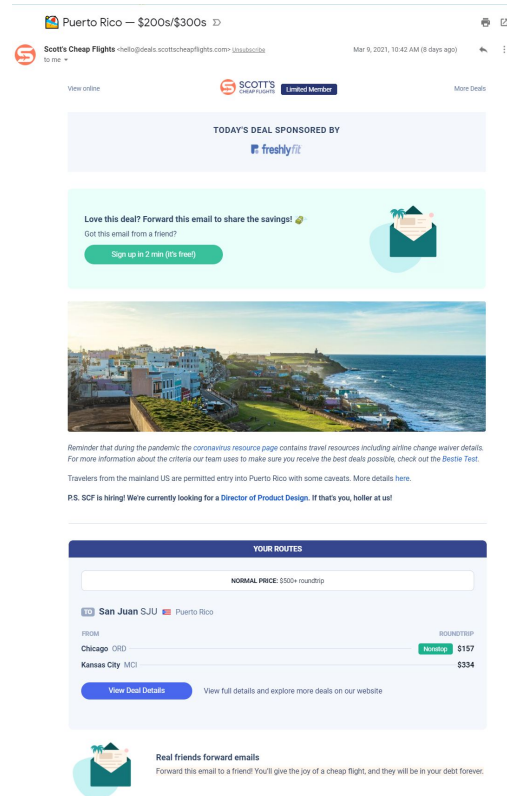 Puerto Rico — $200s/$300s
Scott's Cheap Flights <hello@deals.scottscheapflights.com> Unsubscribe
Mar 9, 2021, 10:42 AM (8 days ago)
to me
View online
SCOTT'S
CHEAP FLIGHTS
Limited Member
More Deals
TODAY'S DEAL SPONSORED BY
freshlyfit
Love this deal? Forward this email to share the savings!
Got this email from a friend?
Sign up in 2 min (it's free!)
Reminder that during the pandemic the coronavirus resource page contains travel resources including airline change waiver details.
For more information about the criteria our team uses to make sure you receive the best deals possible, check out the Bestie Test.
Travelers from the mainland US are permitted entry into Puerto Rico with some caveats. More details here.
P.S. SCF is hiring! We're currently looking for a Director of Product Design. If that's you, holler at us!
YOUR ROUTES
NORMAL PRICE: $500+ roundtrip
TO San Juan SJU Puerto Rico
FROM ROUNDTRIP
Chicago ORD Nonstop $157
Kansas City MCI $334
View Deal Details View full details and explore more deals on our website
Real friends forward emails
Forward this email to a friend! You'll give the joy of a cheap flight, and they will be in your debt forever.